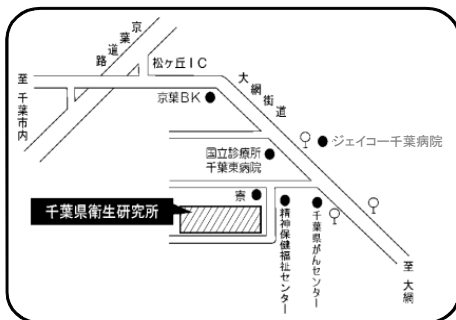 京葉道路
松ヶ丘IC
至 千葉市内
京葉BK
大網街道
ジェイコー千葉病院
国立診療所
千葉東病院
寮
千葉県衛生研究所
精神保健福祉センター
千葉県がんセンター
至 大網